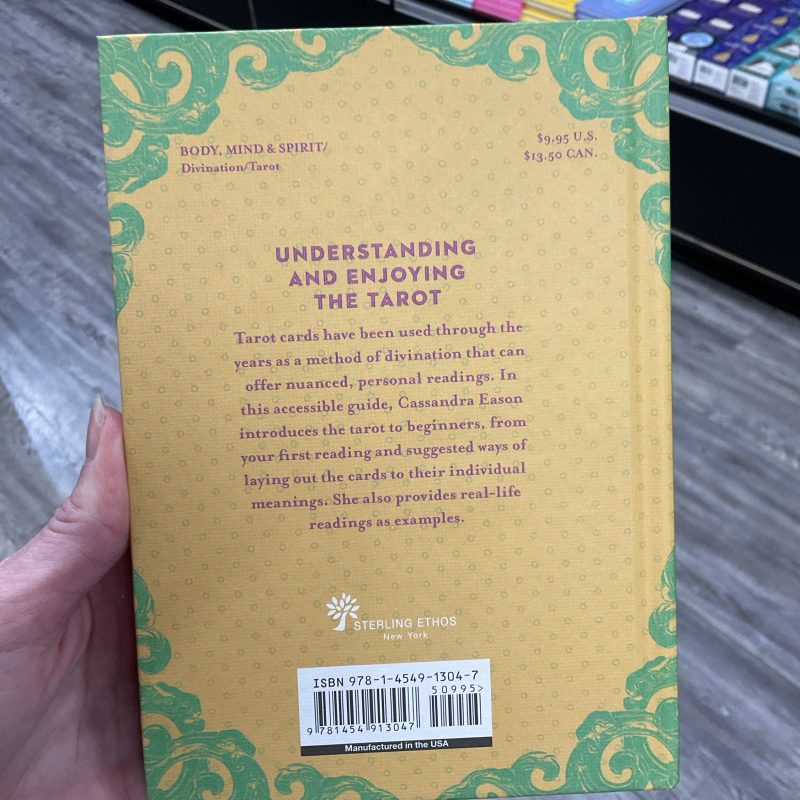 BODY, MIND & SPIRIT/
Divination/Tarot
$9.95 U.S.
$13.50 CAN.
UNDERSTANDING
AND ENJOYING
THE TAROT
Tarot cards have been used through the
years as a method of divination that can
offer nuanced, personal readings. In
this accessible guide, Cassandra Eason
introduces the tarot to beginners, from
your first reading and suggested ways of
laying out the cards to their individual
meanings. She also provides real-life
readings as examples.
STERLING ETHOS
New York
ISBN 978-1-4549-1304-7
50995>
9 781454 913047
Manufactured in the USA